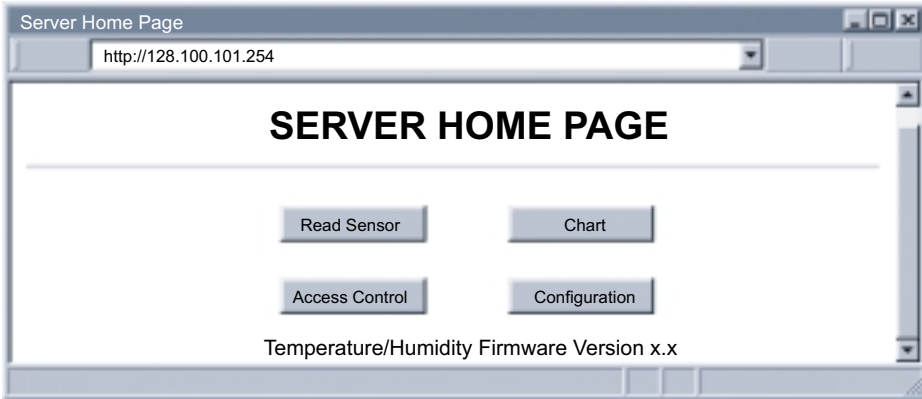 Server Home Page
http://128.100.101.254
SERVER HOME PAGE
Read Sensor
Chart
Access Control
Configuration
Temperature/Humidity Firmware Version x.x